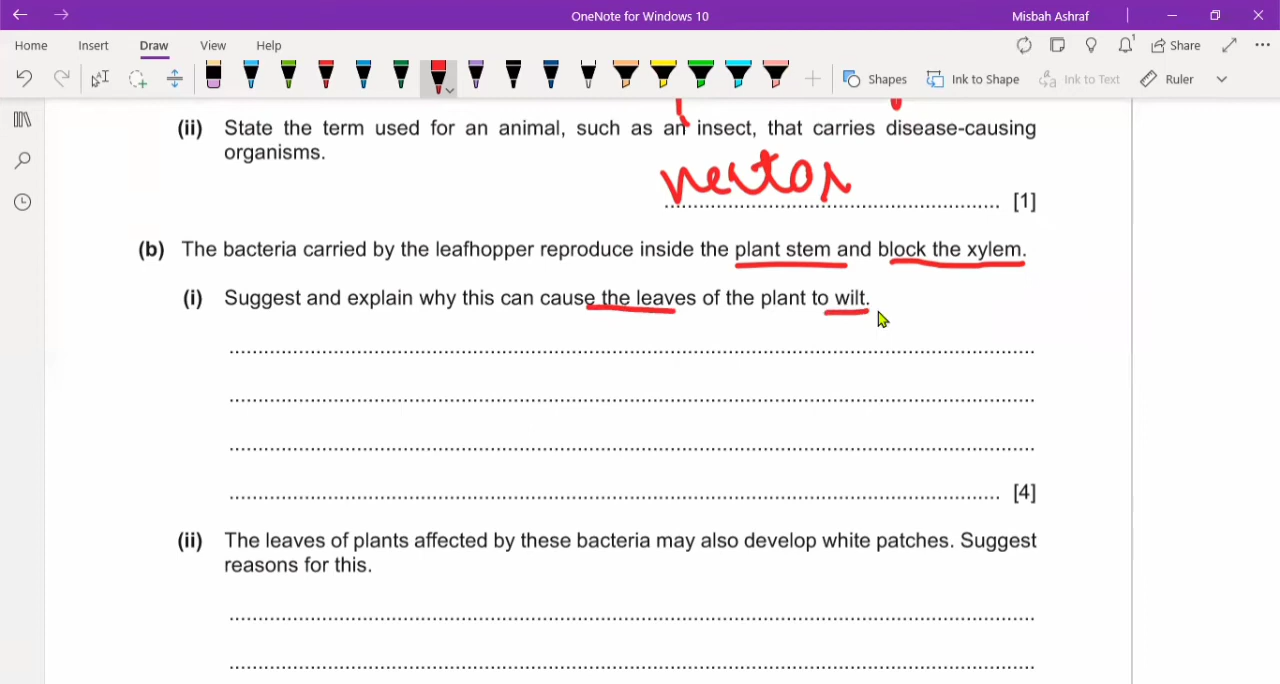 OneNote for Windows 10
Misbah Ashraf
Home Insert Draw View Help
Share
Shapes Ink to Shape Ink to Text Ruler
(ii) State the term used for an animal, such as an insect, that carries disease-causing
organisms.
vector
[1]
(b) The bacteria carried by the leafhopper reproduce inside the plant stem and block the xylem.
(i) Suggest and explain why this can cause the leaves of the plant to wilt.
[4]
(ii) The leaves of plants affected by these bacteria may also develop white patches. Suggest
reasons for this.